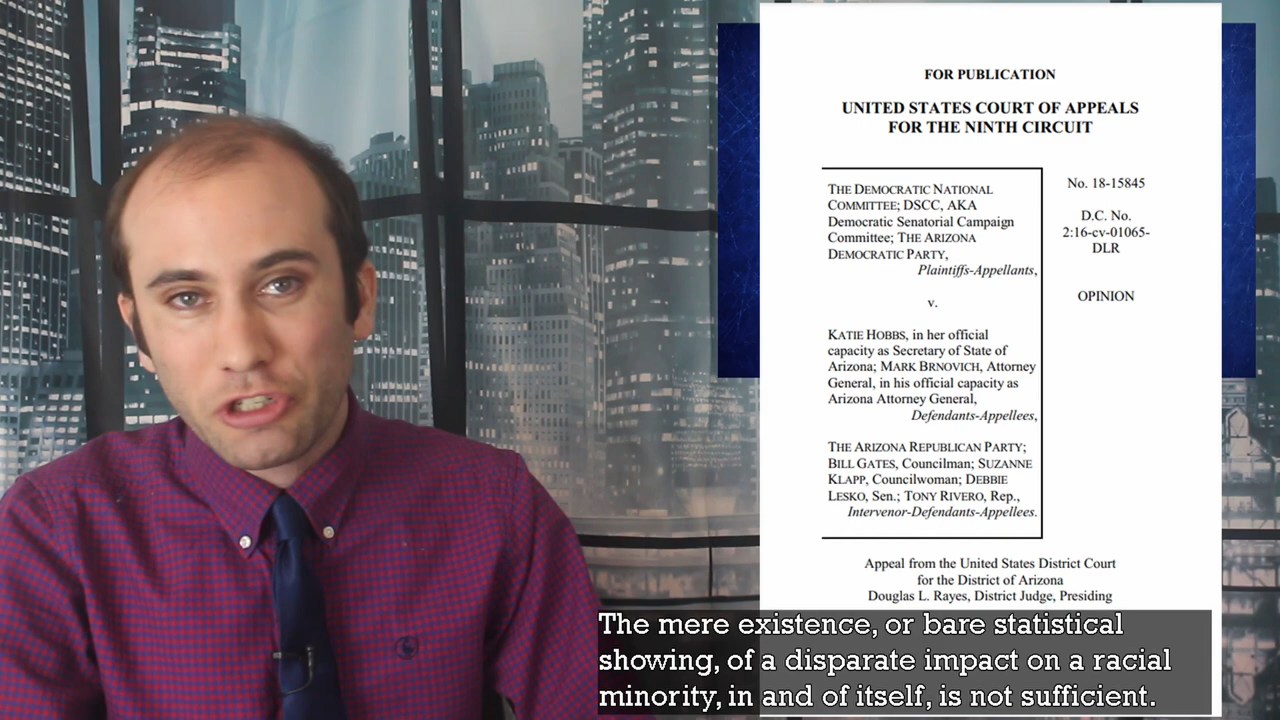 FOR PUBLICATION
UNITED STATES COURT OF APPEALS
FOR THE NINTH CIRCUIT
THE DEMOCRATIC NATIONAL
COMMITTEE; DSCC, AKA
Democratic Senatorial Campaign
Committee; THE ARIZONA
DEMOCRATIC PARTY,
Plaintiffs-Appellants,
v.
KATIE HOBBS, in her official
capacity as Secretary of State of
Arizona; MARK BRNOVICH, Attorney
General, in his official capacity as
Arizona Attorney General,
Defendants-Appellees,
THE ARIZONA REPUBLICAN PARTY;
BILL GATES, Councilman; SUZANNE
KLAPP, Councilwoman; DEBBIE
LESKO, Sen.; TONY RIVERO, Rep.,
Intervenor-Defendants-Appellees.
No. 18-15845
D.C. No.
2:16-cv-01065-
DLR
OPINION
Appeal from the United States District Court
for the District of Arizona
Douglas L. Rayes, District Judge, Presiding
The mere existence, or bare statistical
showing, of a disparate impact on a racial
minority, in and of itself, is not sufficient.